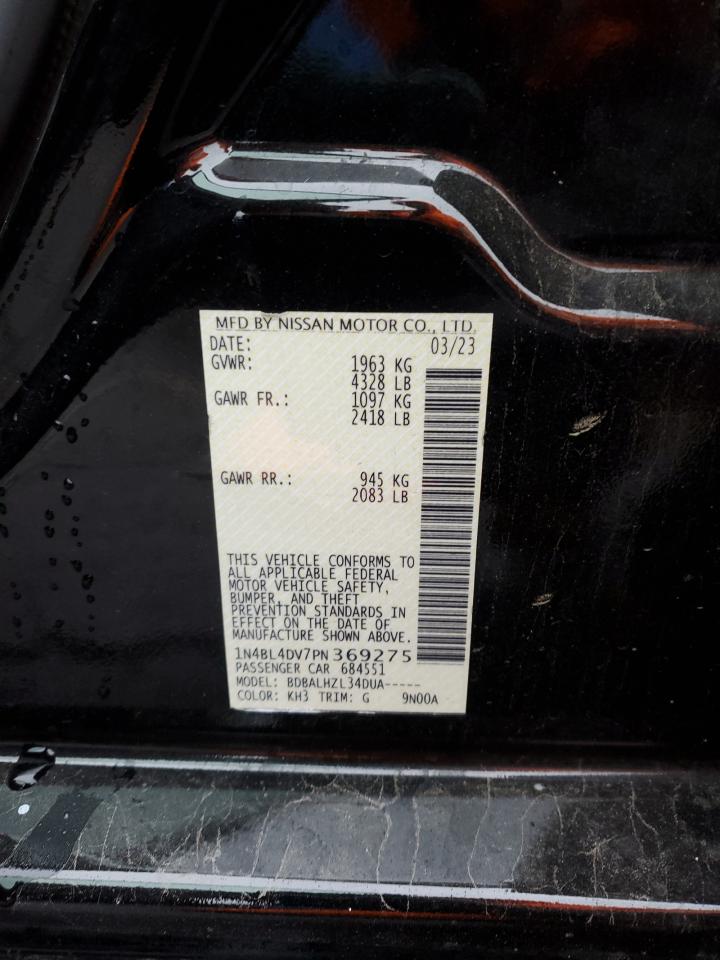 MFD BY NISSAN MOTOR CO., LTD.
DATE: 03/23
GVWR: 1963 KG
4328 LB
GAWR FR.: 1097 KG
2418 LB
GAWR RR.: 945 KG
2083 LB
THIS VEHICLE CONFORMS TO
ALL APPLICABLE FEDERAL
MOTOR VEHICLE SAFETY,
BUMPER, AND THEFT
PREVENTION STANDARDS IN
EFFECT ON THE DATE OF
MANUFACTURE SHOWN ABOVE.
1N4BL4DV7PN369275
PASSENGER CAR 684551
MODEL: BDBALHZL34DUA-----
COLOR: KH3 TRIM: G 9N00A